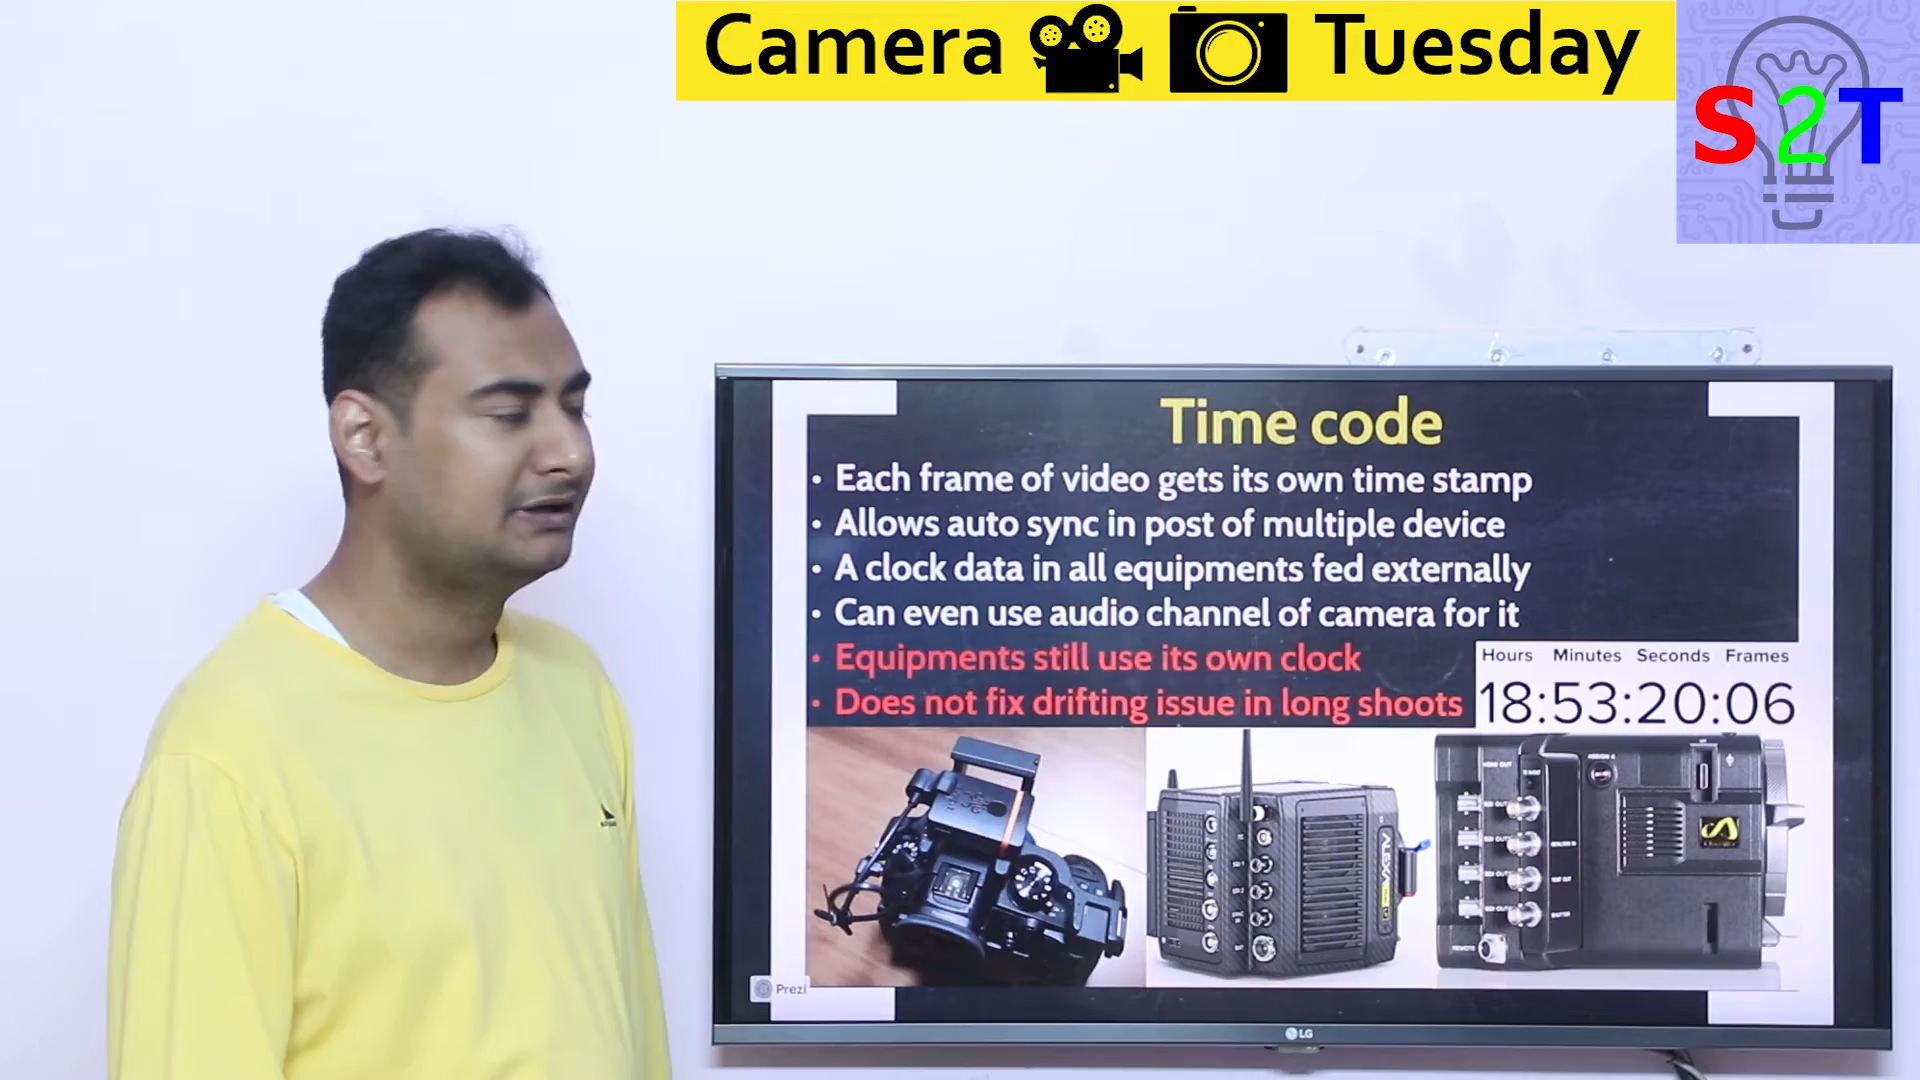 Camera Tuesday
S2T
Time code
• Each frame of video gets its own time stamp
• Allows auto sync in post of multiple device
• A clock data in all equipments fed externally
• Can even use audio channel of camera for it
• Equipments still use its own clock
• Does not fix drifting issue in long shoots
Hours Minutes Seconds Frames
18:53:20:06
ALEXA
REMOTE
Prezi
LG